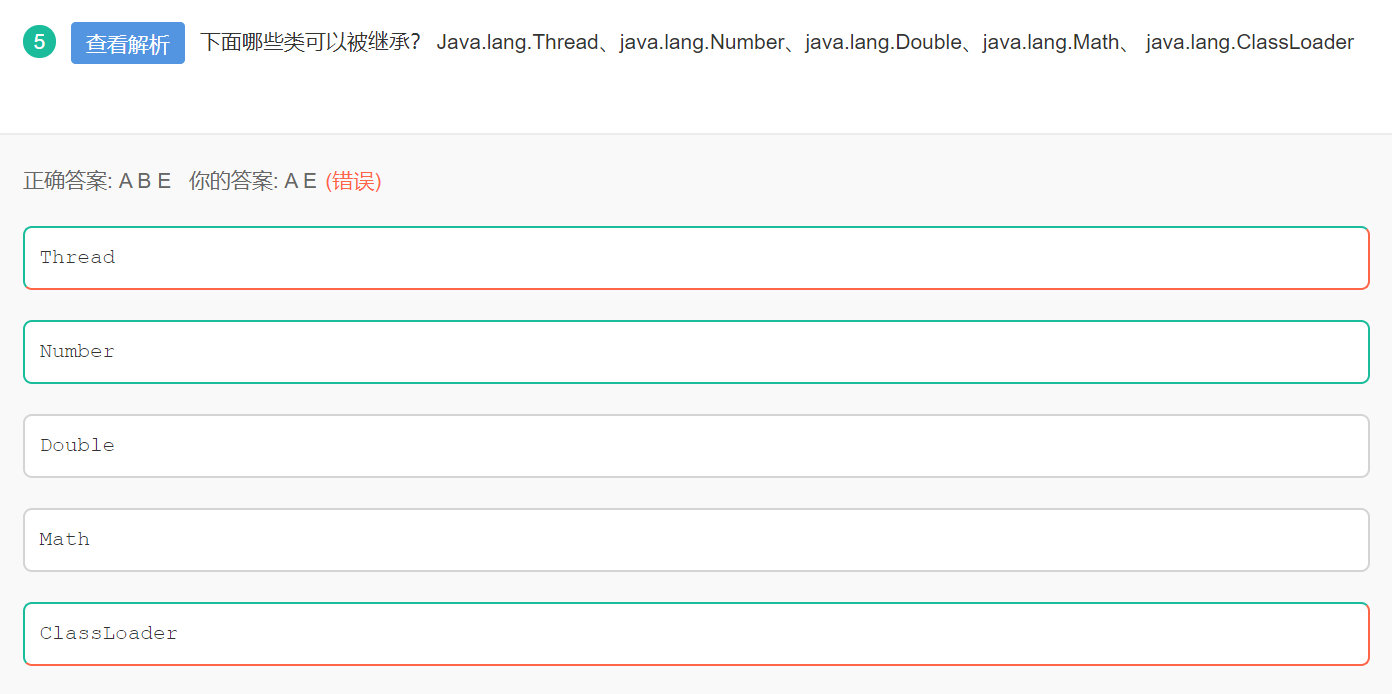 5 查看解析 下面哪些类可以被继承? Java.lang.Thread、java.lang.Number、java.lang.Double、java.lang.Math、 java.lang.ClassLoader
正确答案: A B E 你的答案: A E (错误)
Thread
Number
Double
Math
ClassLoader